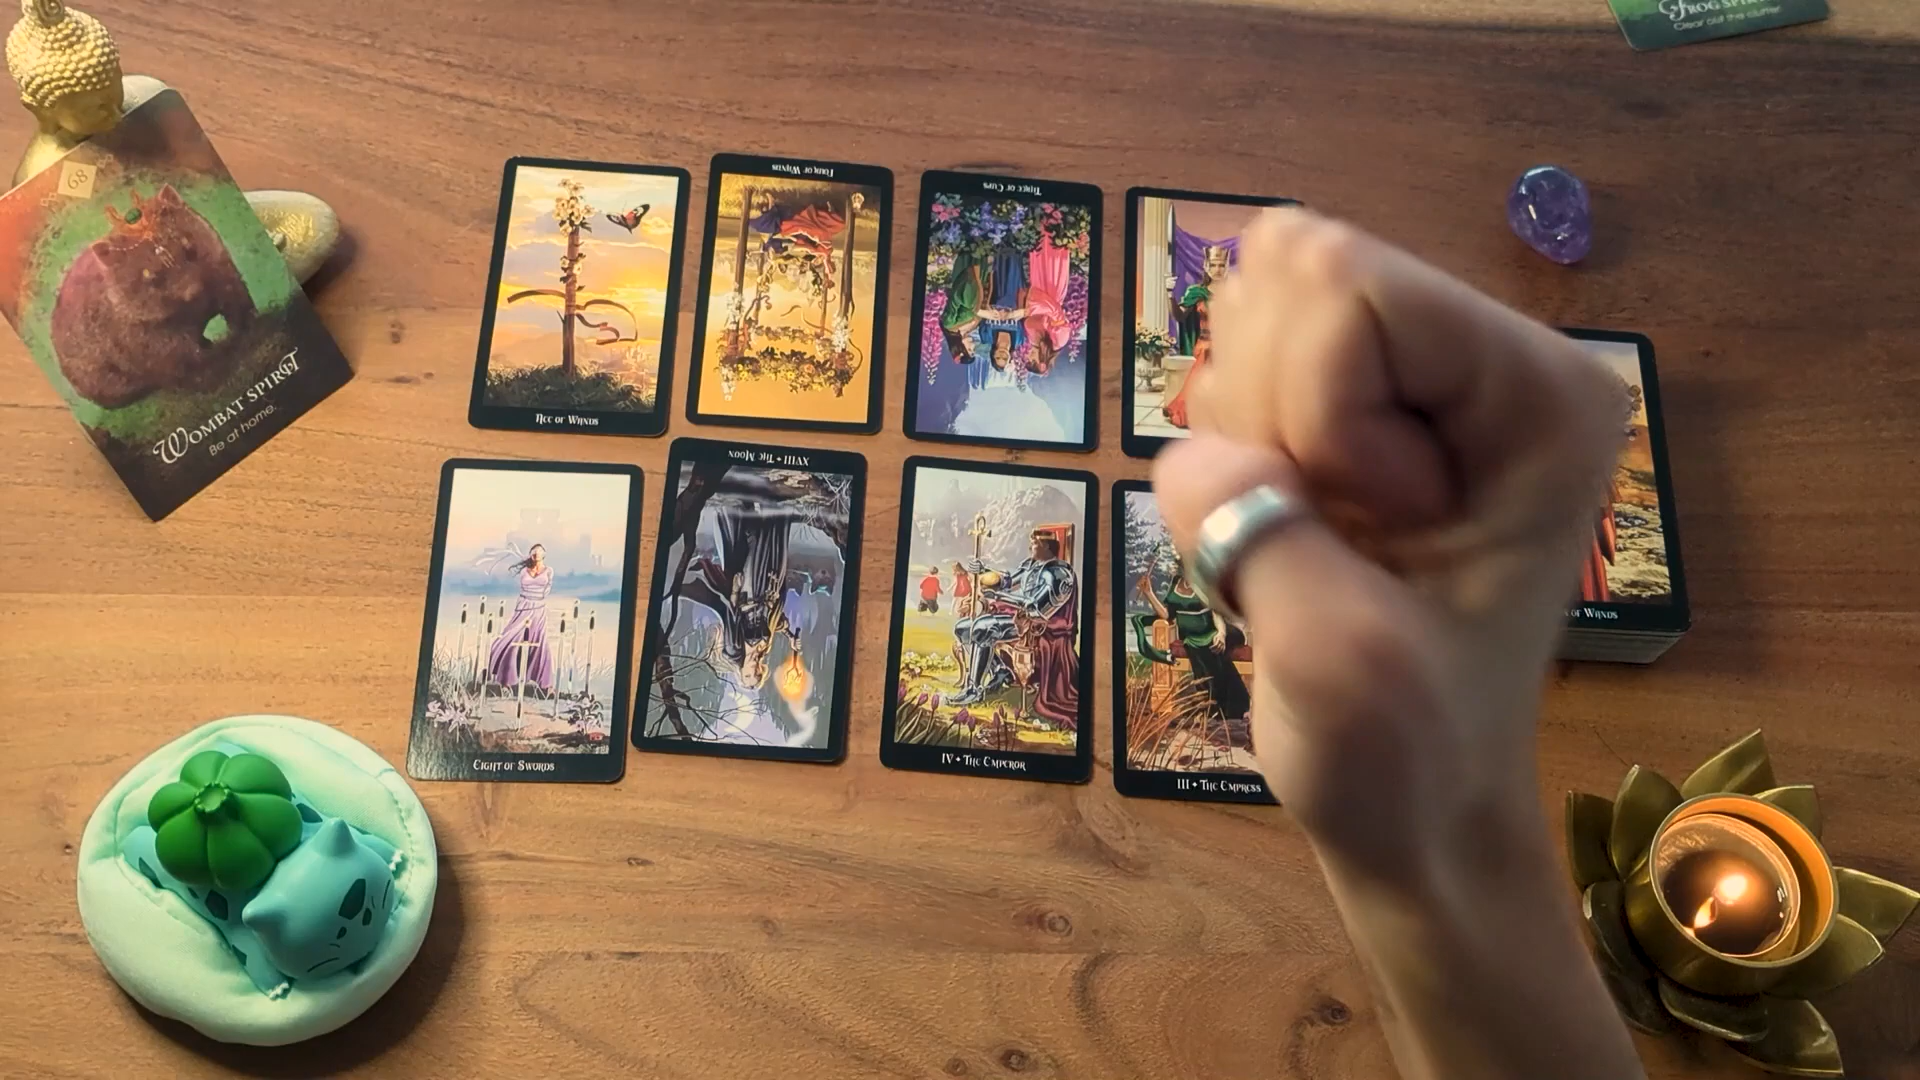 FROG SPIRIT
Clear out the clutter.
68
WOMBAT SPIRIT
Be at home.
ACE OF WANDS
FOUR OF WANDS
THREE OF CUPS
EIGHT OF SWORDS
XVIII • THE MOON
IV • THE EMPEROR
III • THE EMPRESS
OF WANDS